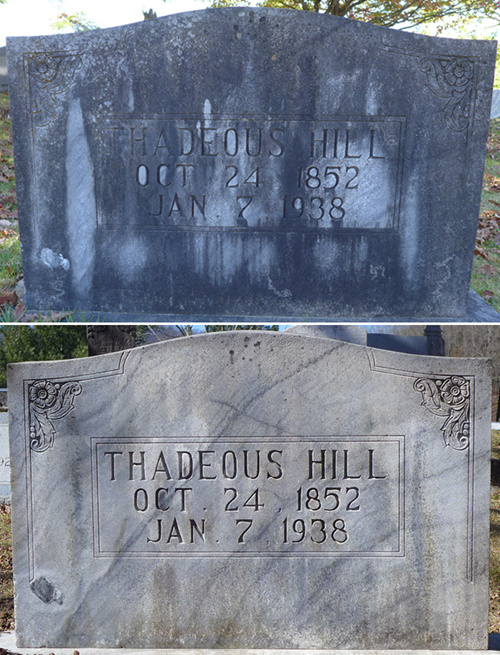 THADEOUS HILL
OCT 24 1852
JAN. 7 1938
THADEOUS HILL
OCT. 24, 1852
JAN. 7, 1938